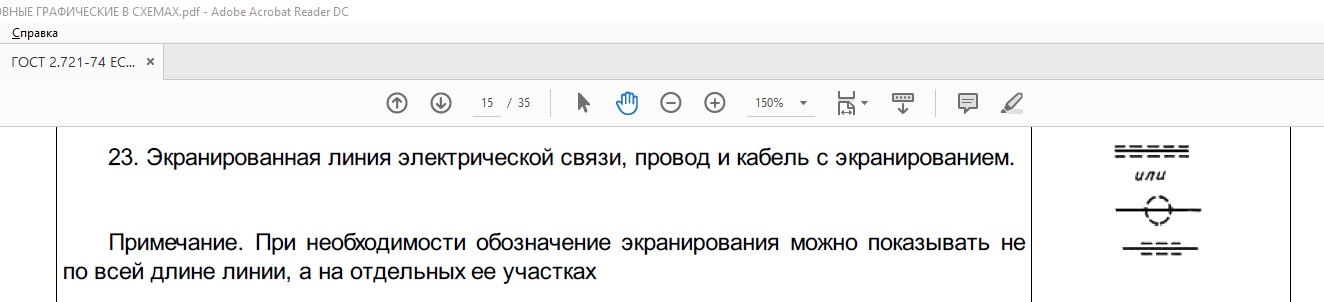 ОВНЫЕ ГРАФИЧЕСКИЕ В СХЕМАХ.pdf - Adobe Acrobat Reader DC
Справка
ГОСТ 2.721-74 ЕС... ×
15 / 35 150%
23. Экранированная линия электрической связи, провод и кабель с экранированием.
или
Примечание. При необходимости обозначение экранирования можно показывать не
по всей длине линии, а на отдельных ее участках